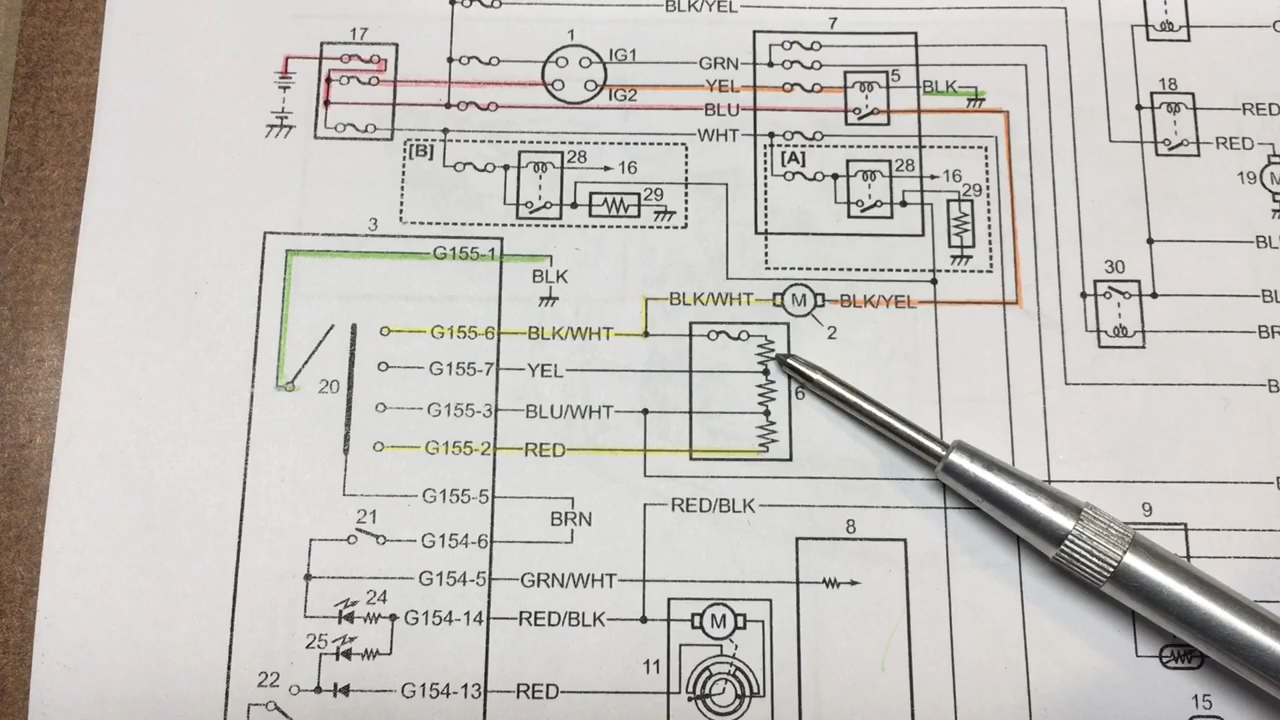 BLK/YEL
17
1
7
IG1
GRN
5
YEL
BLK
IG2
BLU
18
RED
WHT
RED
[B]
28
16
29
[A]
28
16
29
19
M
3
G155-1
BLK
30
BLK/WHT
M
BLK/YEL
2
G155-6
BLK/WHT
G155-7
YEL
20
6
G155-3
BLU/WHT
G155-2
RED
G155-5
BRN
RED/BLK
9
21
G154-6
8
G154-5
GRN/WHT
24
G154-14
RED/BLK
M
25
11
22
G154-13
RED
15